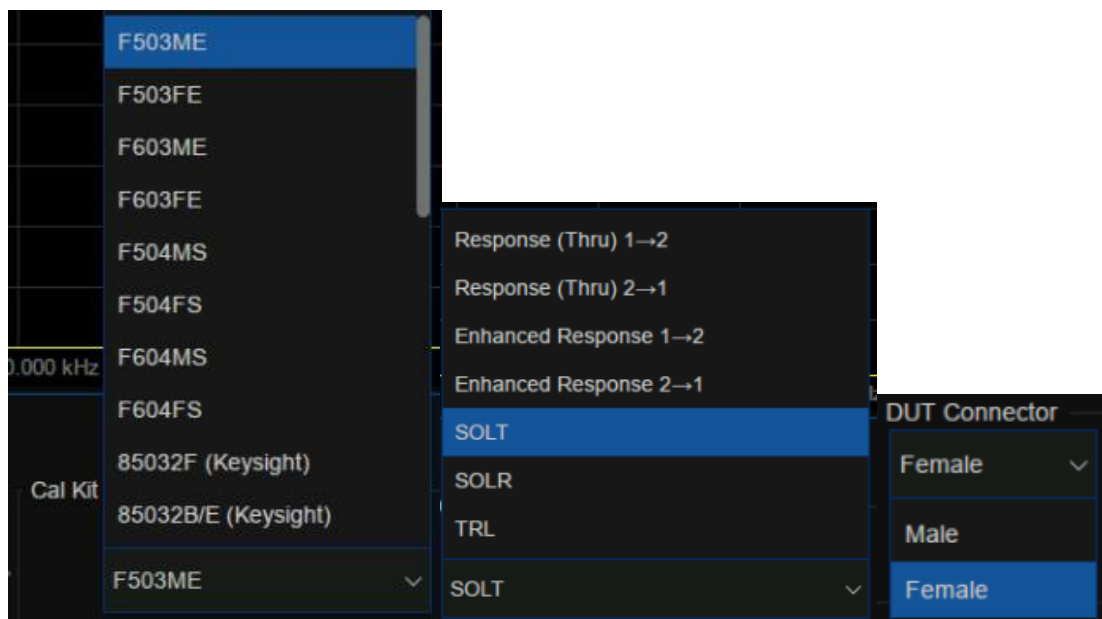 F503ME
F503FE
F603ME
F603FE
F504MS
F504FS
F604MS
F604FS
85032F (Keysight)
85032B/E (Keysight)
F503ME
.000 kHz
Cal Kit
Response (Thru) 1→2
Response (Thru) 2→1
Enhanced Response 1→2
Enhanced Response 2→1
SOLT
SOLR
TRL
SOLT
DUT Connector
Female
Male
Female